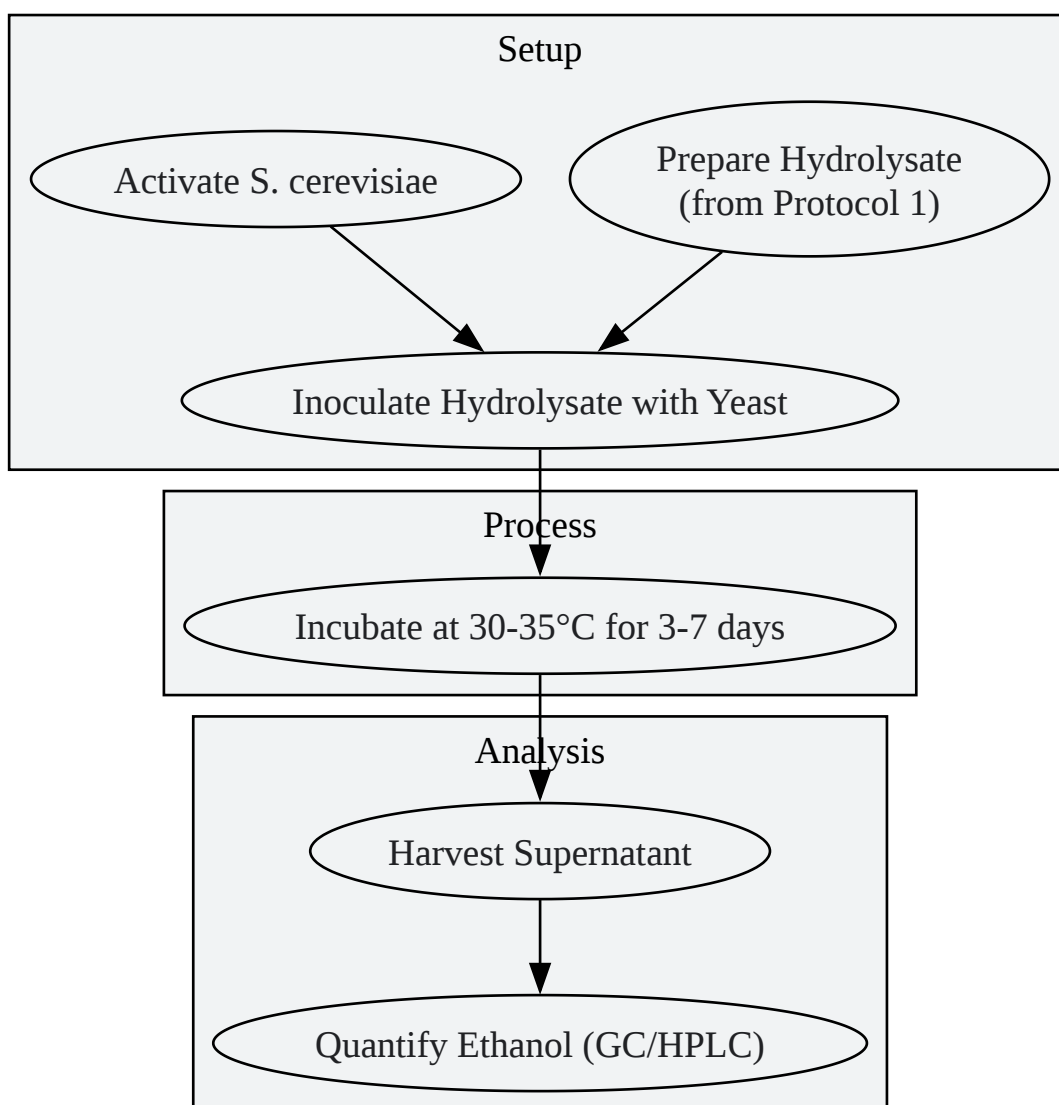 Setup
Activate S. cerevisiae
Prepare Hydrolysate
(from Protocol 1)
Inoculate Hydrolysate with Yeast
Process
Incubate at 30-35°C for 3-7 days
Analysis
Harvest Supernatant
Quantify Ethanol (GC/HPLC)